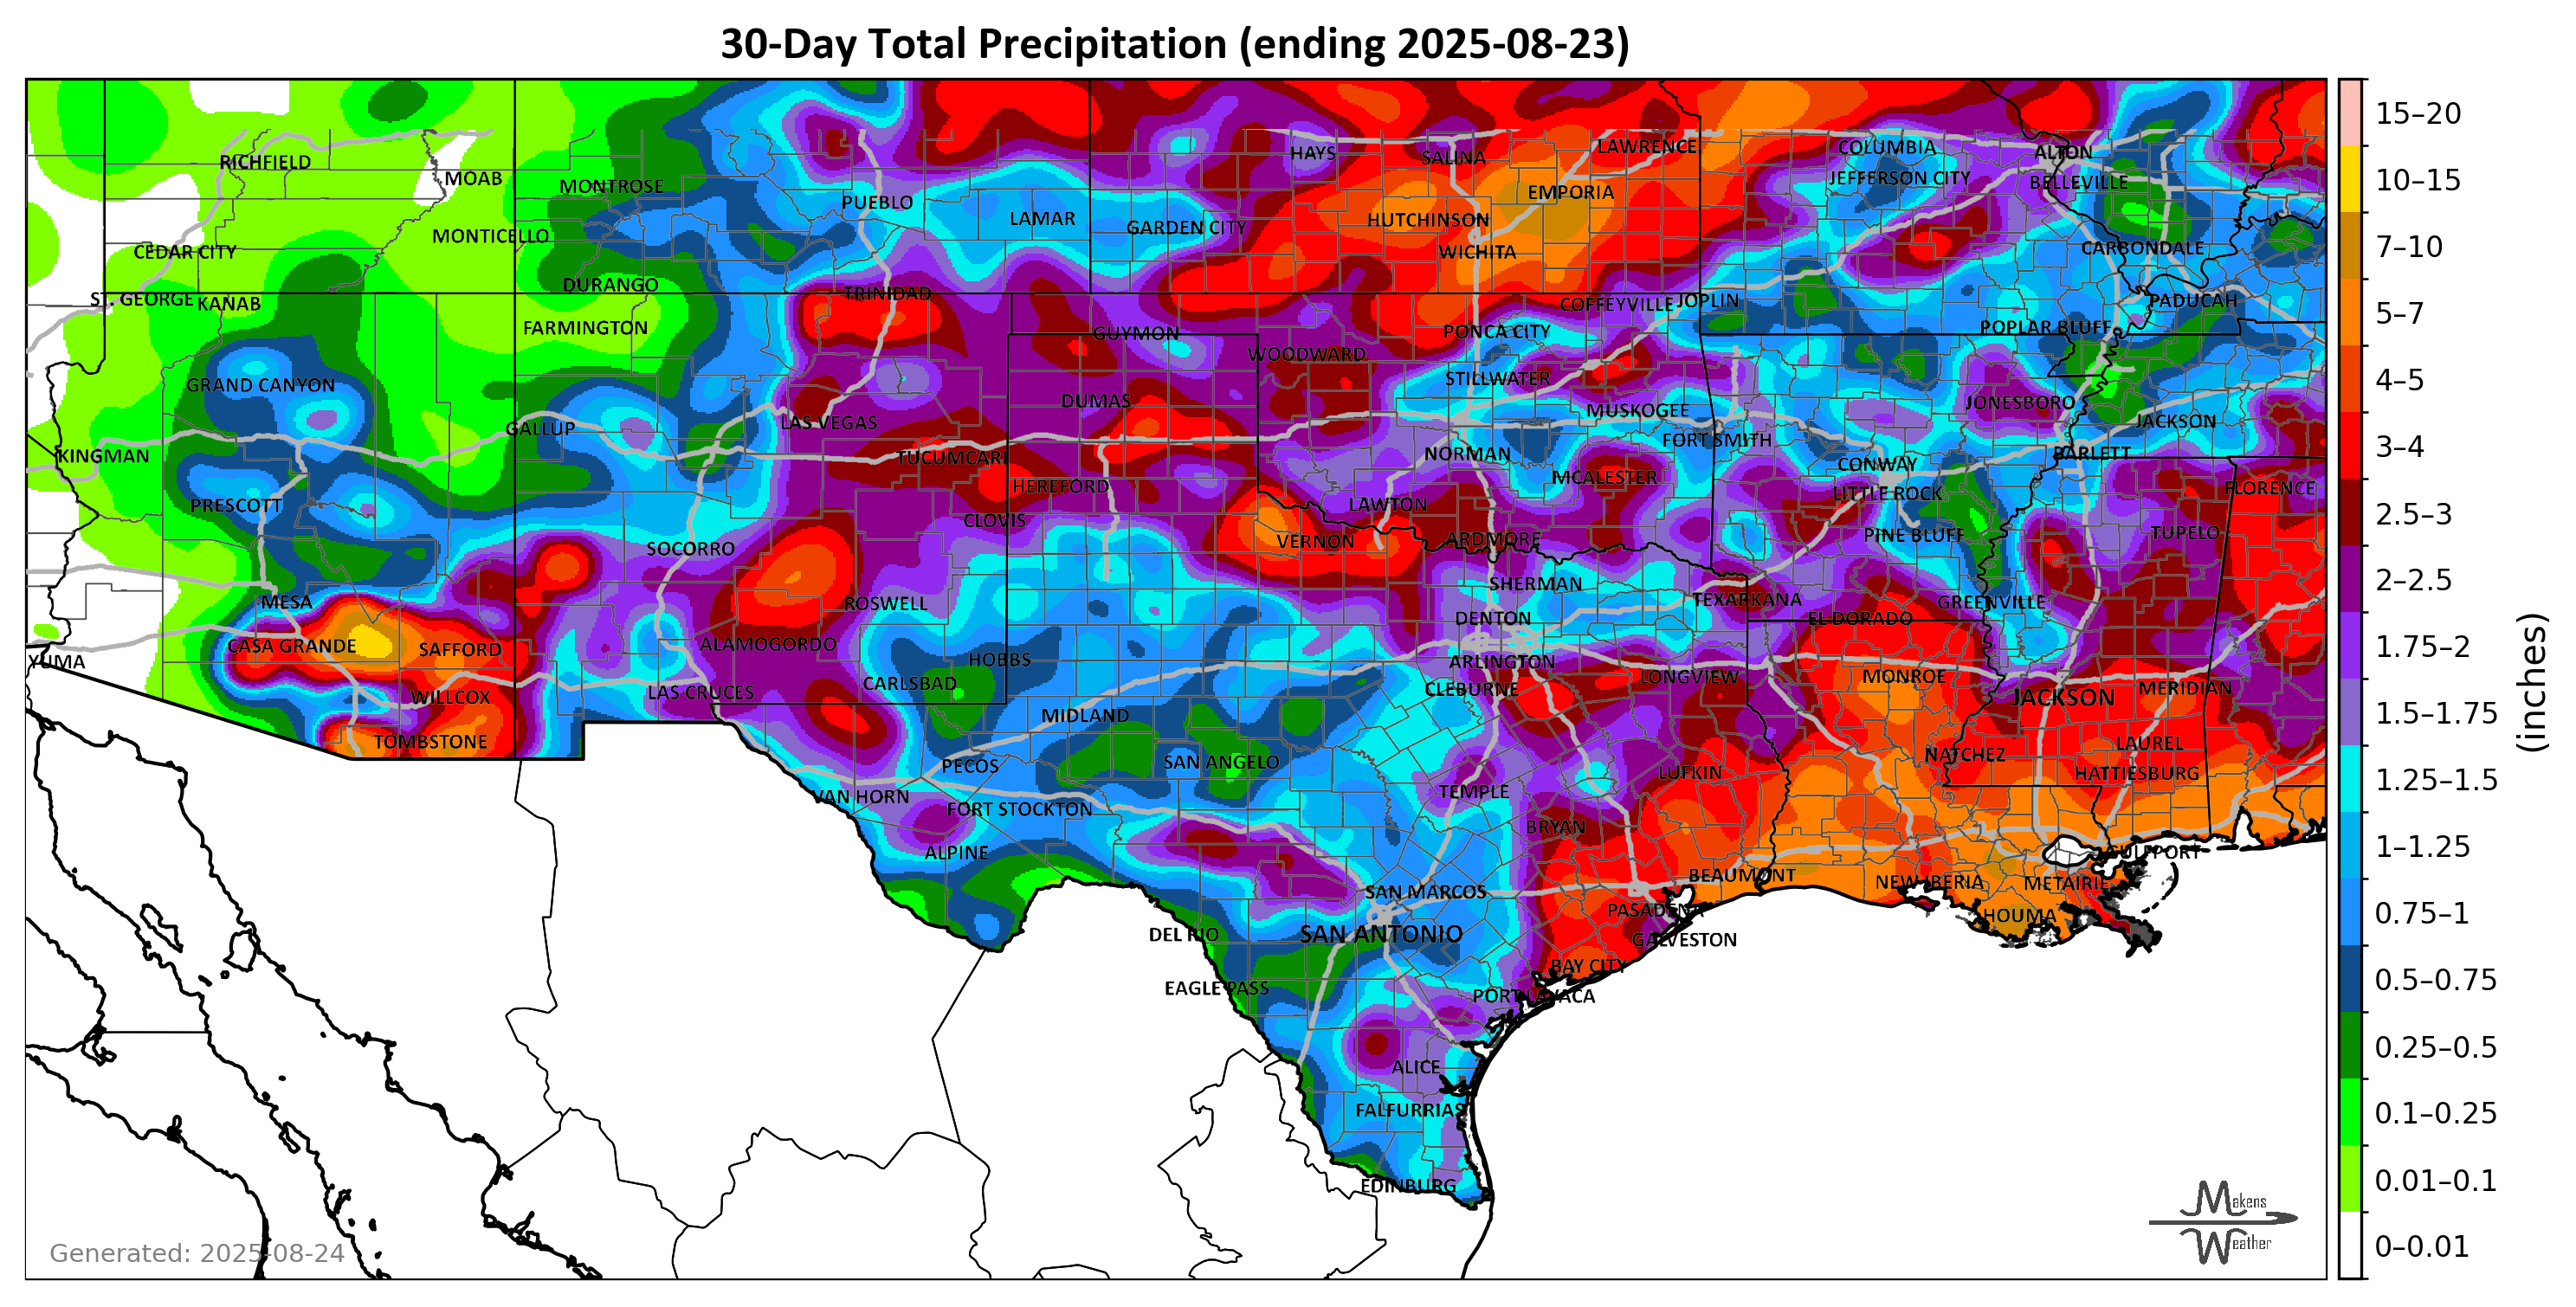 30-Day Total Precipitation (ending 2025-08-23)
RICHFIELD
MOAB
MONTROSE
PUEBLO
LAMAR
GARDEN CITY
HAYS
SALINA
LAWRENCE
EMPORIA
HUTCHINSON
WICHITA
COLUMBIA
JEFFERSON CITY
ALTON
BELLEVILLE
CARBONDALE
CEDAR CITY
MONTICELLO
DURANGO
ST. GEORGE
KANAB
TRINIDAD
FARMINGTON
GUYMON
COFFEYVILLE
JOPLIN
PADUCAH
PONCA CITY
POPLAR BLUFF
WOODWARD
STILLWATER
GRAND CANYON
DUMAS
MUSKOGEE
JONESBORO
JACKSON
GALLUP
LAS VEGAS
FORT SMITH
KINGMAN
TUCUMCARI
NORMAN
CONWAY
BARLETT
PRESCOTT
HEREFORD
MCALESTER
LITTLE ROCK
FLORENCE
LAWTON
CLOVIS
PINE BLUFF
TUPELO
SOCORRO
VERNON
ARDMORE
MESA
ROSWELL
SHERMAN
TEXARKANA
GREENVILLE
DENTON
EL DORADO
CASA GRANDE
SAFFORD
ALAMOGORDO
HOBBS
ARLINGTON
YUMA
WILLCOX
LAS CRUCES
CARLSBAD
CLEBURNE
LONGVIEW
MONROE
JACKSON
MERIDIAN
TOMBSTONE
MIDLAND
NATCHEZ
LAUREL
PECOS
SAN ANGELO
LUFKIN
HATTIESBURG
VAN HORN
FORT STOCKTON
TEMPLE
BRYAN
ALPINE
GULFPORT
SAN MARCOS
BEAUMONT
NEW IBERIA
METAIRIE
PASADENA
HOUMA
DEL RIO
SAN ANTONIO
GALVESTON
BAY CITY
EAGLE PASS
PORT LAVACA
ALICE
FALFURRIAS
EDINBURG
15–20
10–15
7–10
5–7
4–5
3–4
2.5–3
2–2.5
1.75–2
1.5–1.75
1.25–1.5
1–1.25
0.75–1
0.5–0.75
0.25–0.5
0.1–0.25
0.01–0.1
0–0.01
(inches)
Generated: 2025-08-24
Makens
Weather